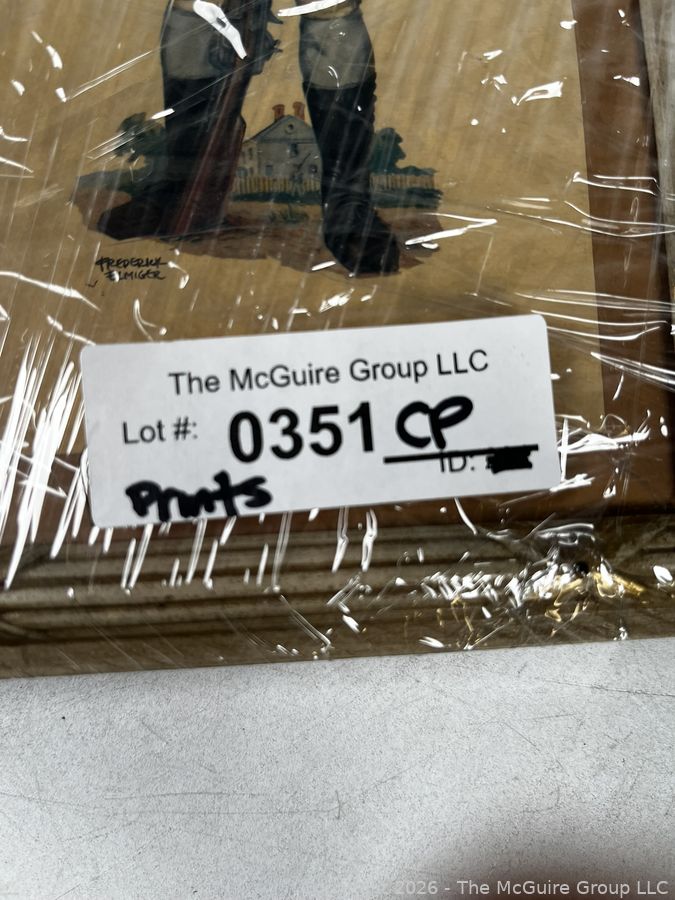 FREDERICK
ELMIGER
The McGuire Group LLC
Lot #: 0351 CP
ID:
Prints
2026 - The McGuire Group LLC